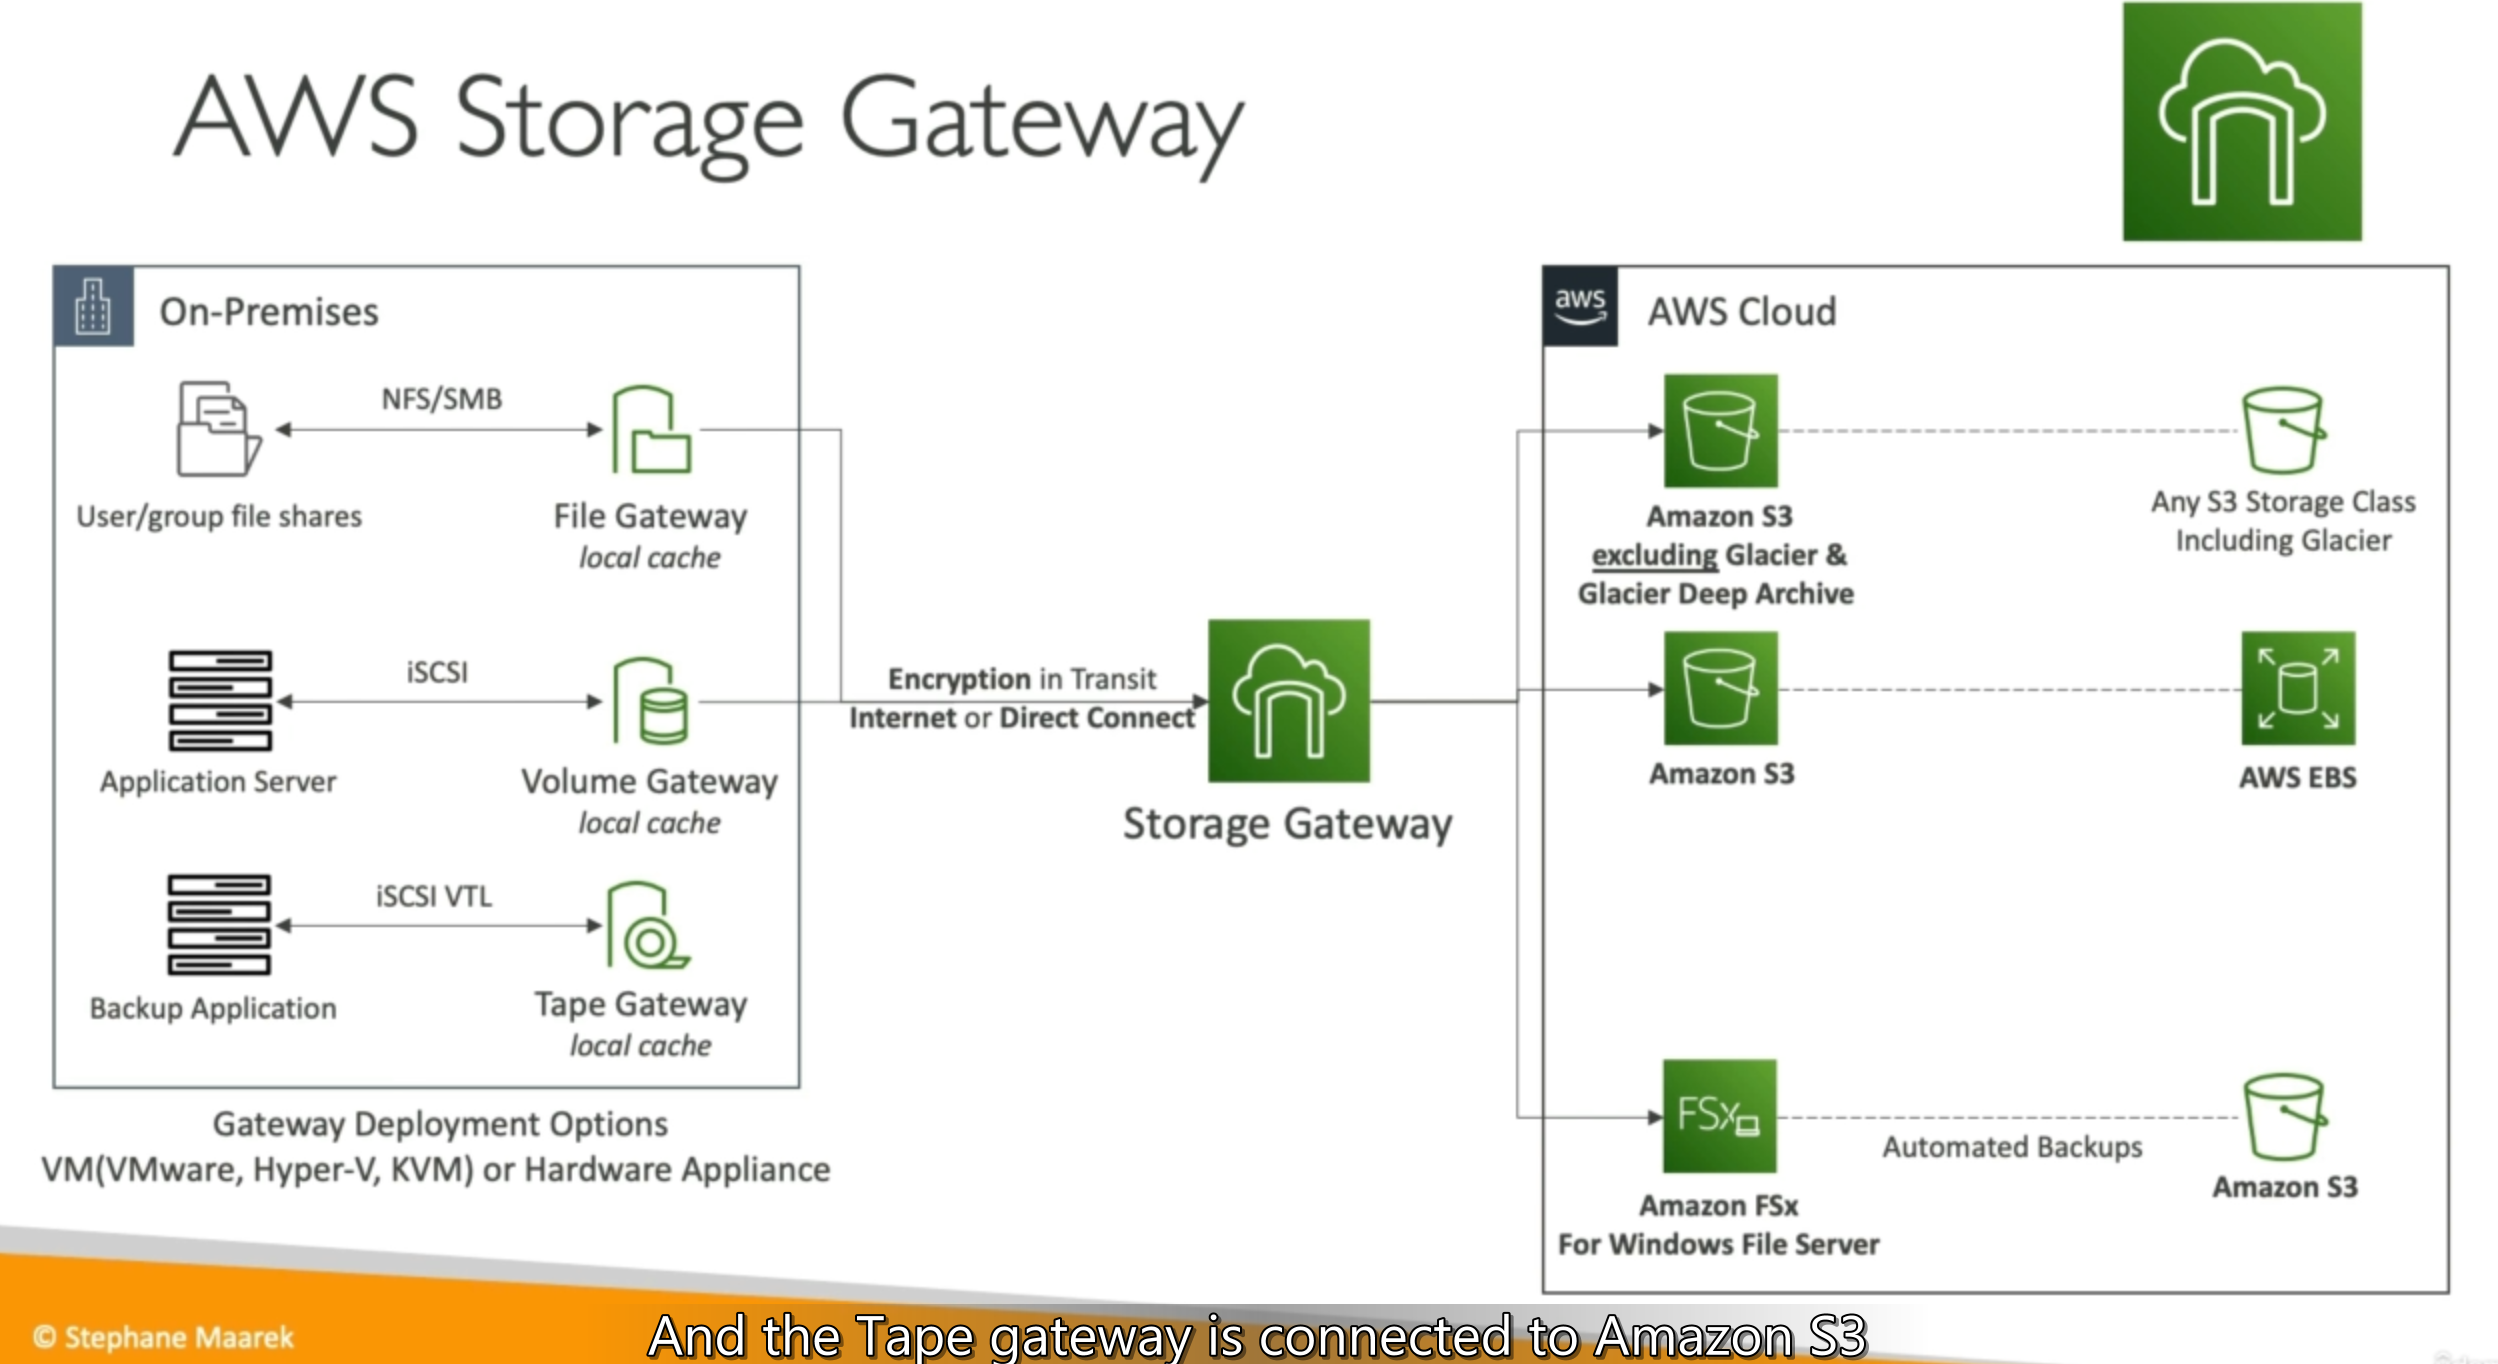 AWS Storage Gateway
On-Premises
NFS/SMB
User/group file shares
File Gateway
local cache
iSCSI
Application Server
Volume Gateway
local cache
iSCSI VTL
Backup Application
Tape Gateway
local cache
Gateway Deployment Options
VM(VMware, Hyper-V, KVM) or Hardware Appliance
Encryption in Transit
Internet or Direct Connect
Storage Gateway
aws
AWS Cloud
Amazon S3
excluding Glacier &
Glacier Deep Archive
Any S3 Storage Class
Including Glacier
Amazon S3
AWS EBS
FSx
Amazon FSx
For Windows File Server
Automated Backups
Amazon S3
© Stephane Maarek
And the Tape gateway is connected to Amazon S3